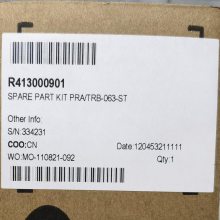 R413000901
SPARE PART KIT PRA/TRB-063-ST
Other Info:
S/N:334231
COO:CN Date:120453211111
WO:MO-110821-092 Qty:1